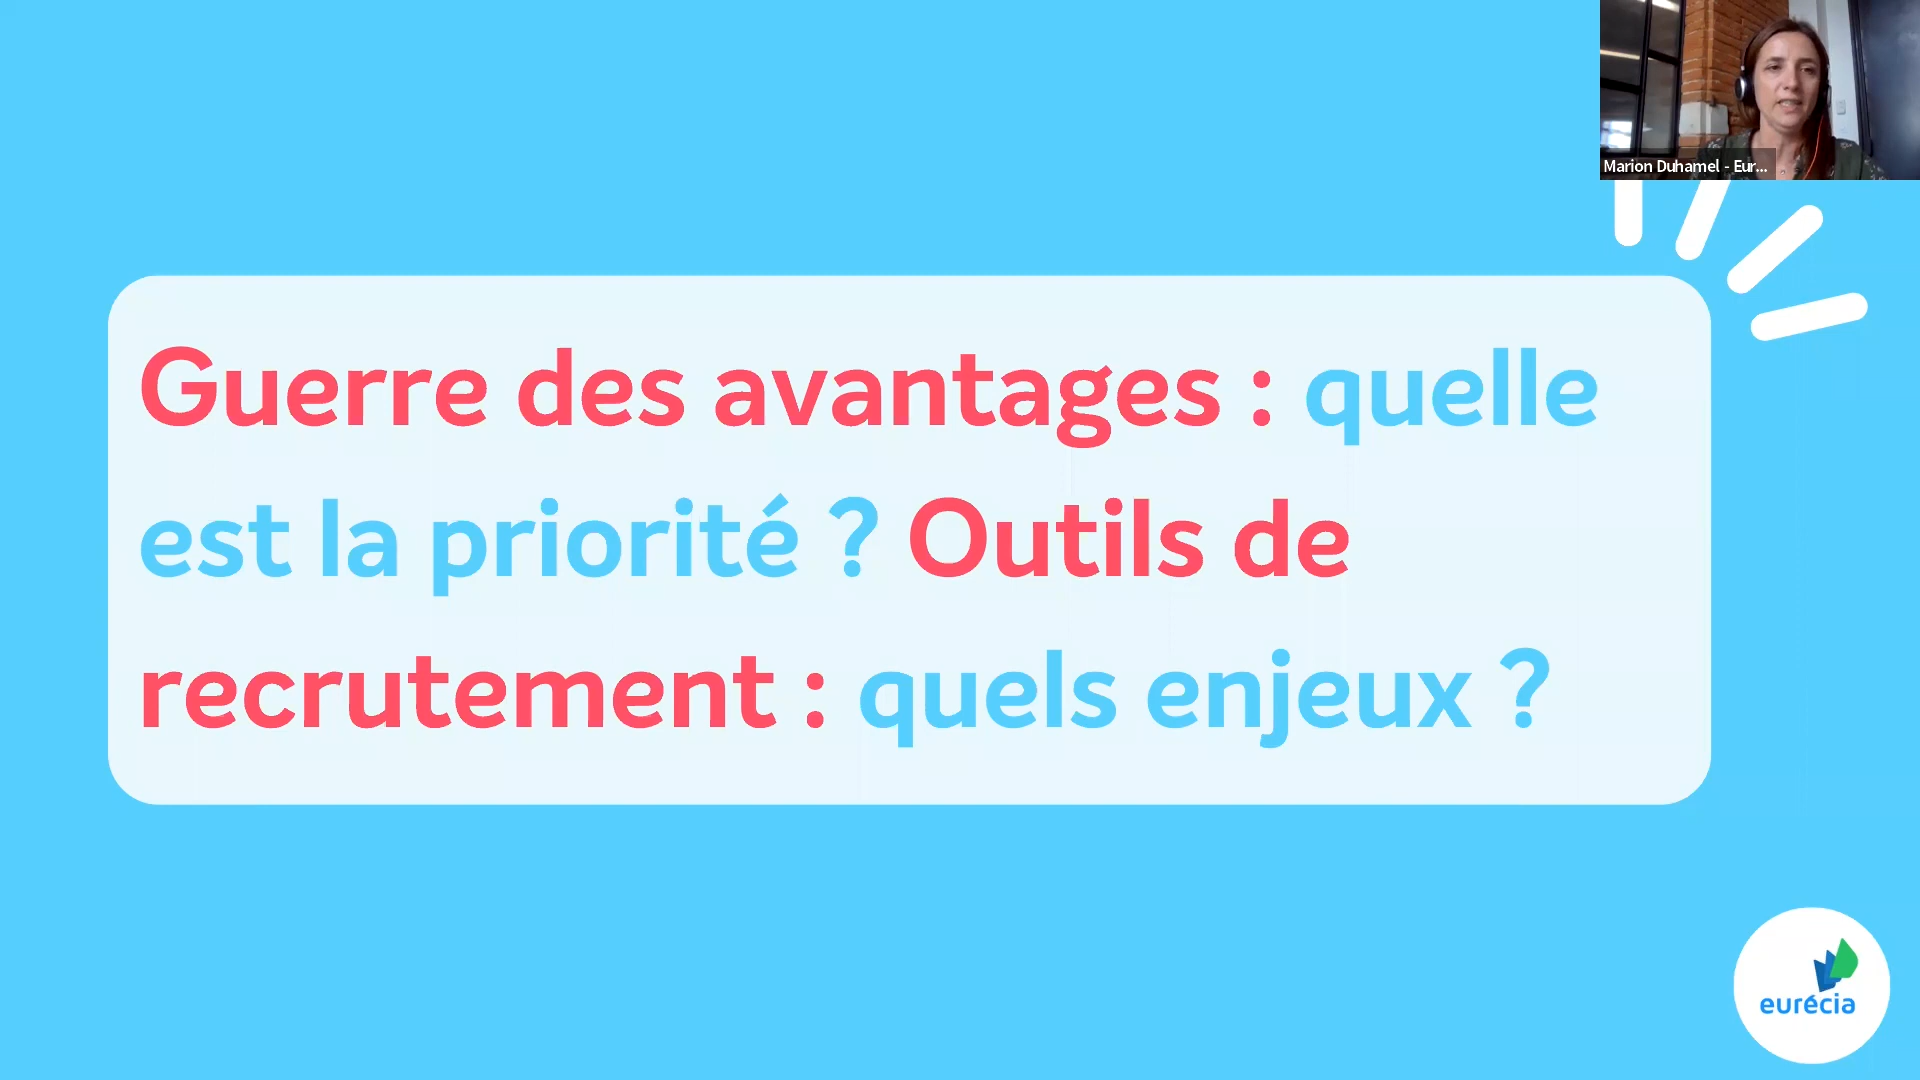 Marion Duhamel - Eur...
Guerre des avantages : quelle
est la priorité ? Outils de
recrutement : quels enjeux ?
eurécia